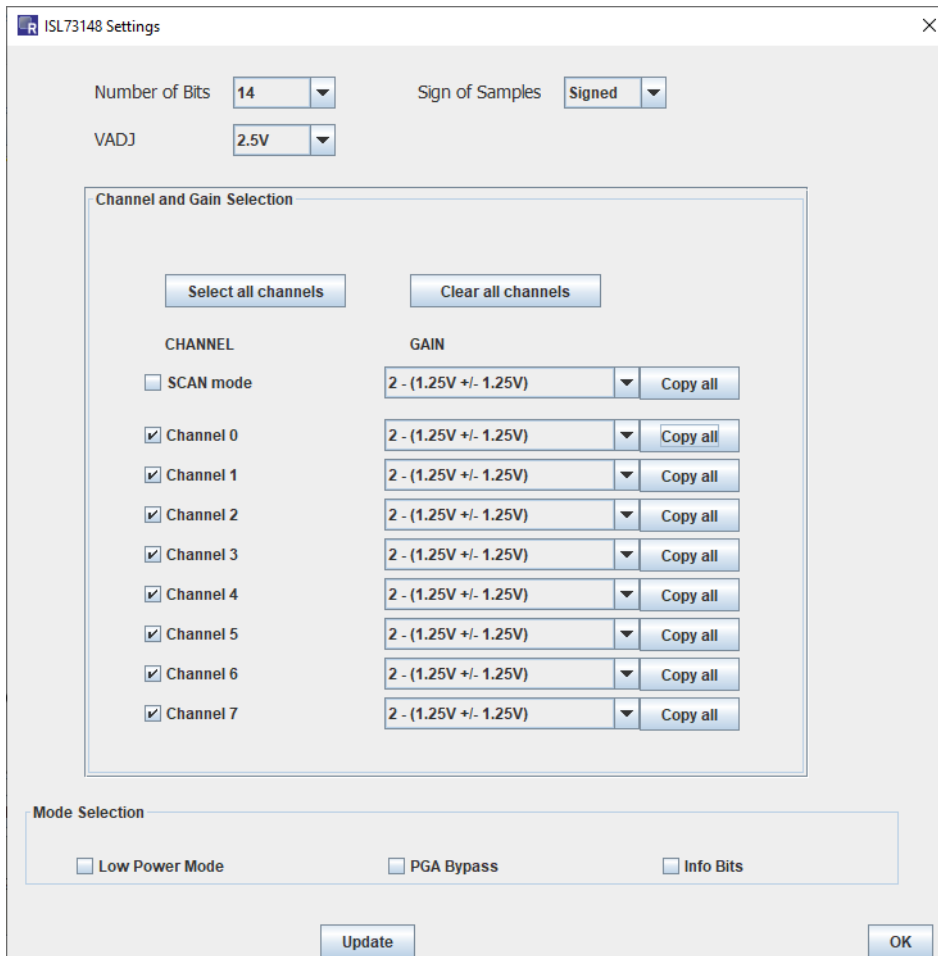 ISL73148 Settings
Number of Bits 14 Sign of Samples Signed
VADJ 2.5V
Channel and Gain Selection
Select all channels Clear all channels
CHANNEL GAIN
SCAN mode 2 - (1.25V +/- 1.25V) Copy all
Channel 0 2 - (1.25V +/- 1.25V) Copy all
Channel 1 2 - (1.25V +/- 1.25V) Copy all
Channel 2 2 - (1.25V +/- 1.25V) Copy all
Channel 3 2 - (1.25V +/- 1.25V) Copy all
Channel 4 2 - (1.25V +/- 1.25V) Copy all
Channel 5 2 - (1.25V +/- 1.25V) Copy all
Channel 6 2 - (1.25V +/- 1.25V) Copy all
Channel 7 2 - (1.25V +/- 1.25V) Copy all
Mode Selection
Low Power Mode PGA Bypass Info Bits
Update OK